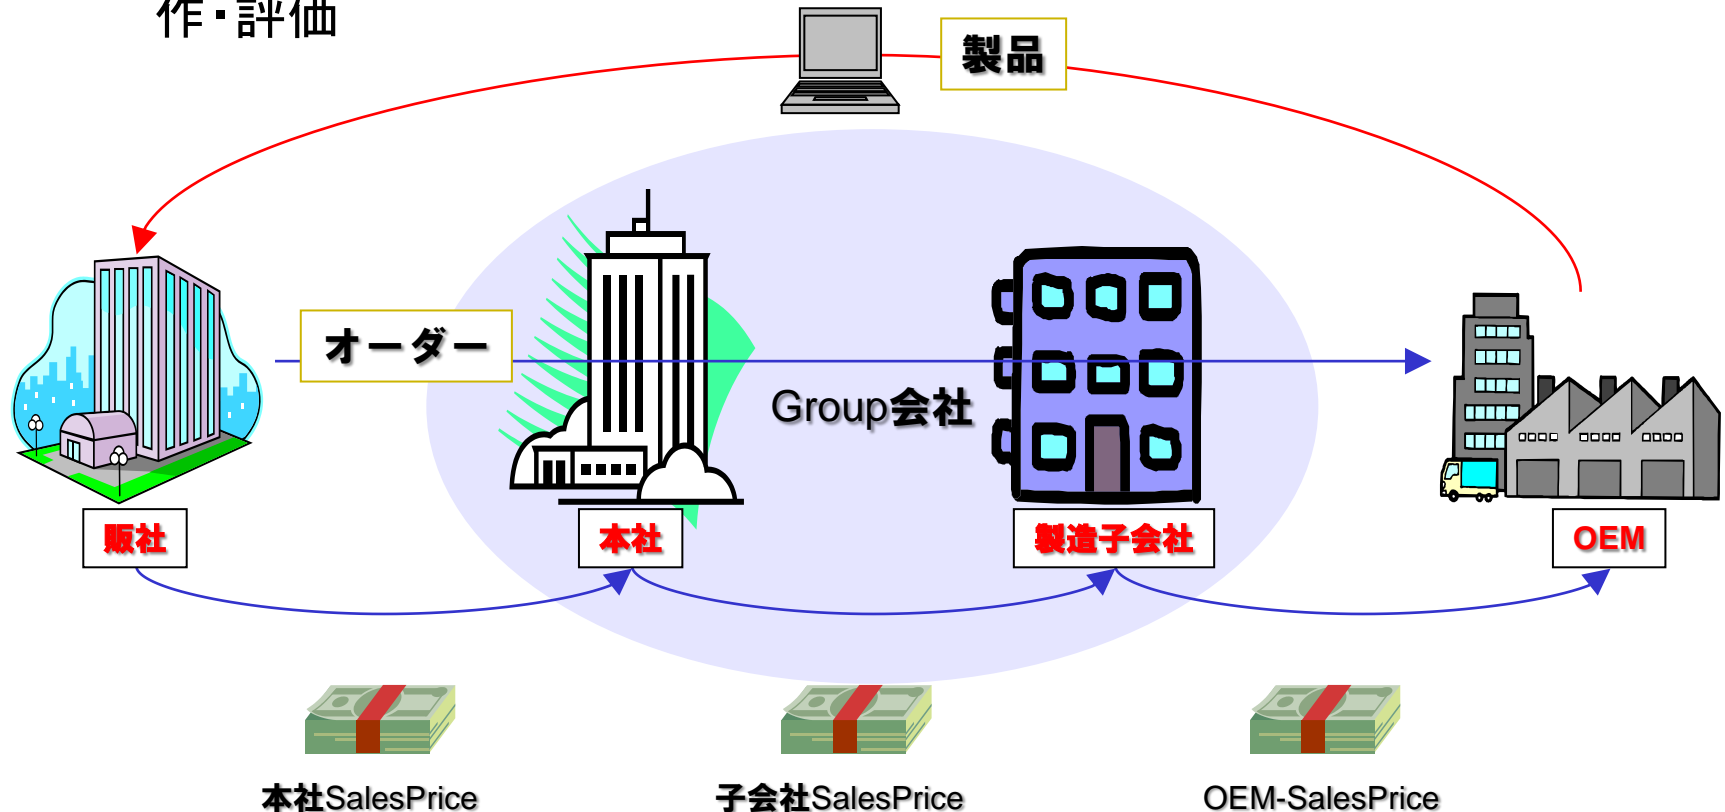 作・評価
製品
オーダー
Group会社
販社
本社
製造子会社
OEM
本社SalesPrice
子会社SalesPrice
OEM-SalesPrice